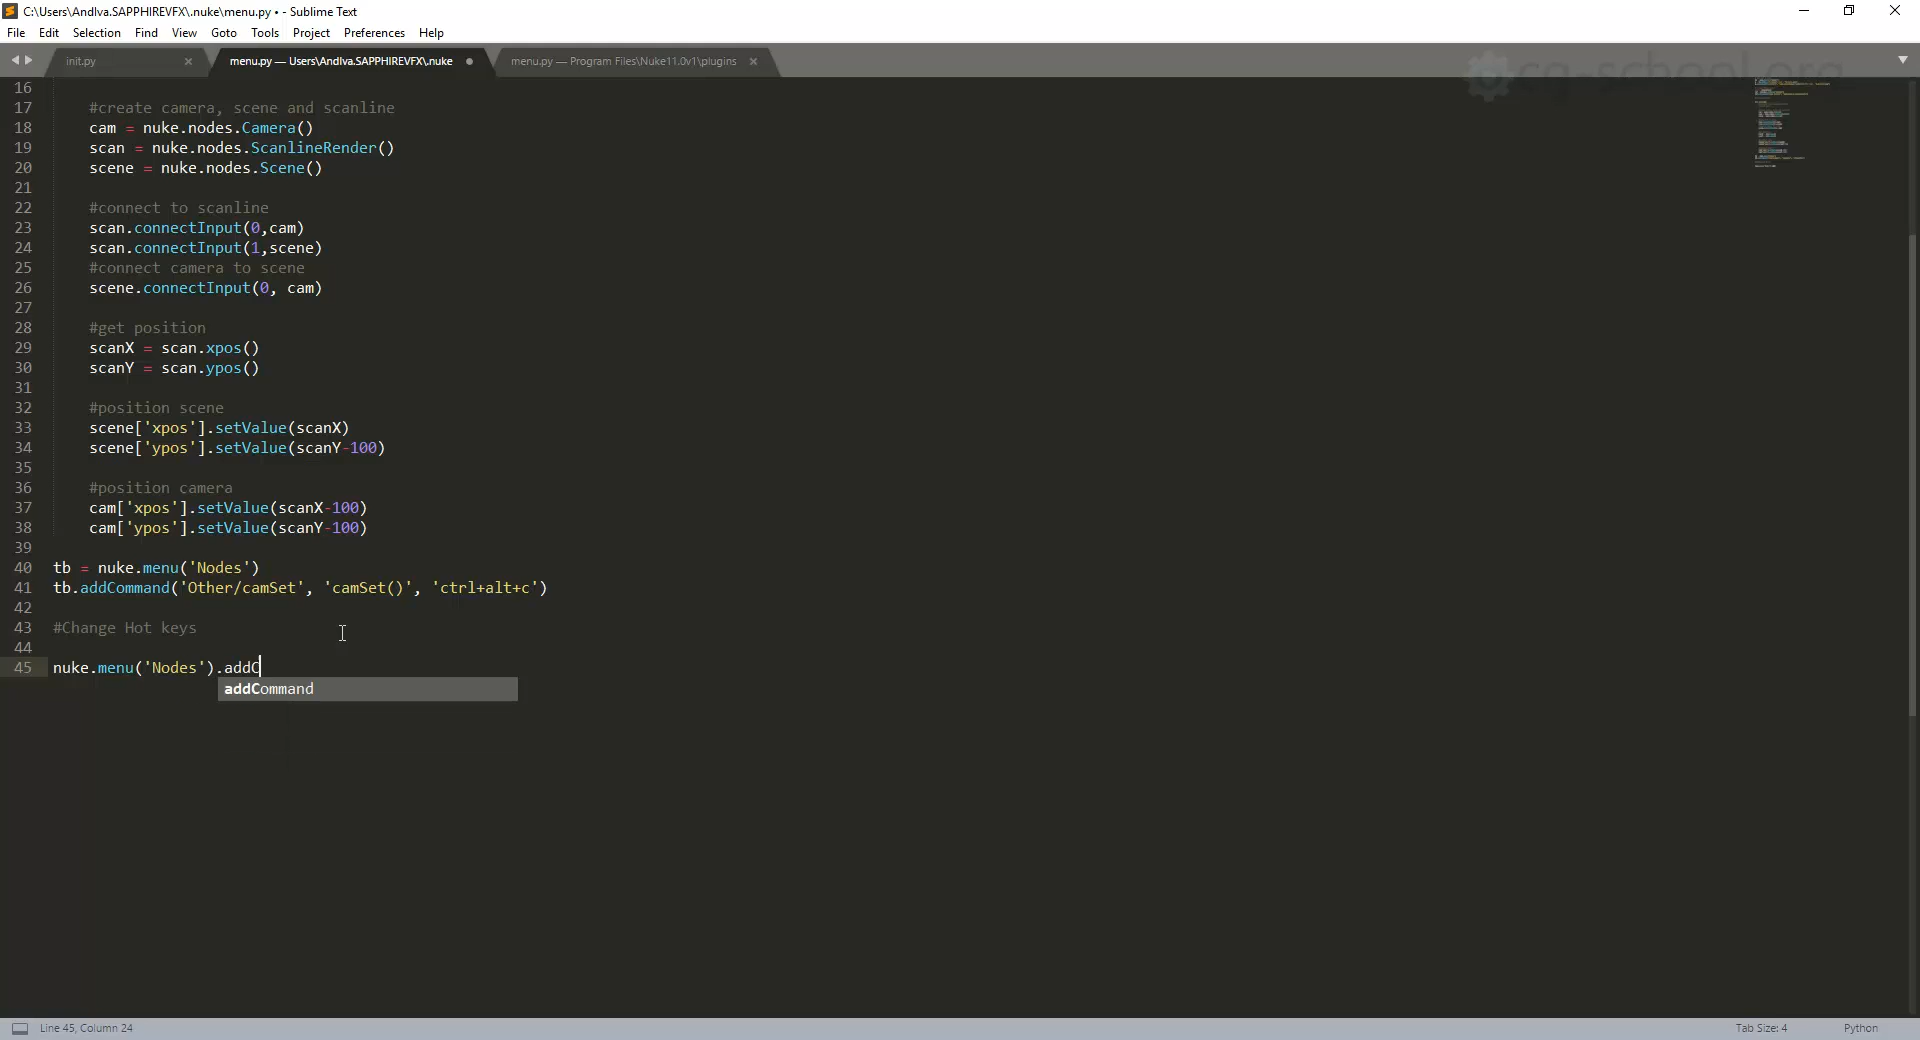 C:\Users\AndIva.SAPPHIREVFX\.nuke\menu.py • - Sublime Text
File Edit Selection Find View Goto Tools Project Preferences Help
init.py menu.py — Users\AndIva.SAPPHIREVFX\.nuke menu.py — Program Files\Nuke11.0v1\plugins
cg-school.org
16
17 #create camera, scene and scanline
18 cam = nuke.nodes.Camera()
19 scan = nuke.nodes.ScanlineRender()
20 scene = nuke.nodes.Scene()
21
22 #connect to scanline
23 scan.connectInput(0,cam)
24 scan.connectInput(1,scene)
25 #connect camera to scene
26 scene.connectInput(0, cam)
27
28 #get position
29 scanX = scan.xpos()
30 scanY = scan.ypos()
31
32 #position scene
33 scene['xpos'].setValue(scanX)
34 scene['ypos'].setValue(scanY-100)
35
36 #position camera
37 cam['xpos'].setValue(scanX-100)
38 cam['ypos'].setValue(scanY-100)
39
40 tb = nuke.menu('Nodes')
41 tb.addCommand('Other/camSet', 'camSet()', 'ctrl+alt+c')
42
43 #Change Hot keys
44
45 nuke.menu('Nodes').addC
addCommand
Line 45, Column 24 Tab Size: 4 Python